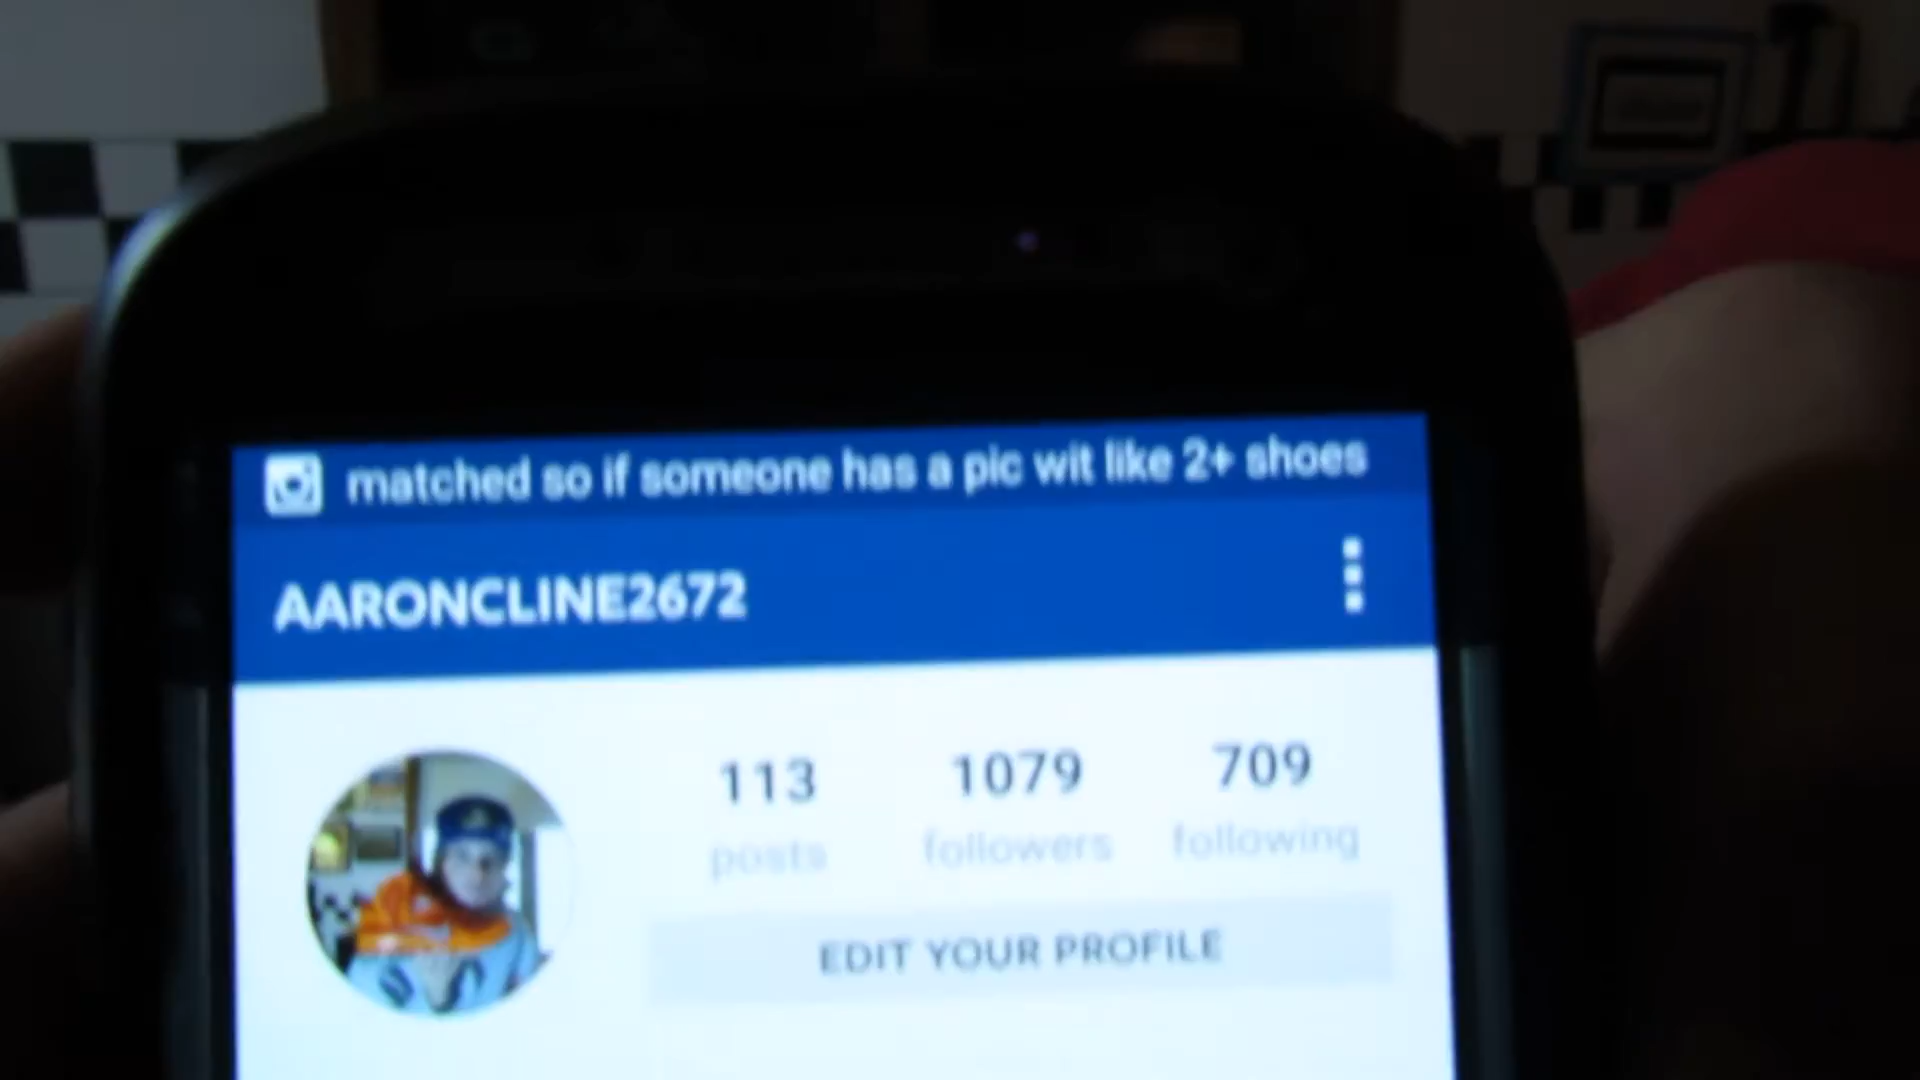 matched so if someone has a pic wit like 2+ shoes
AARONCLINE2672
113 1079 709
posts followers following
EDIT YOUR PROFILE